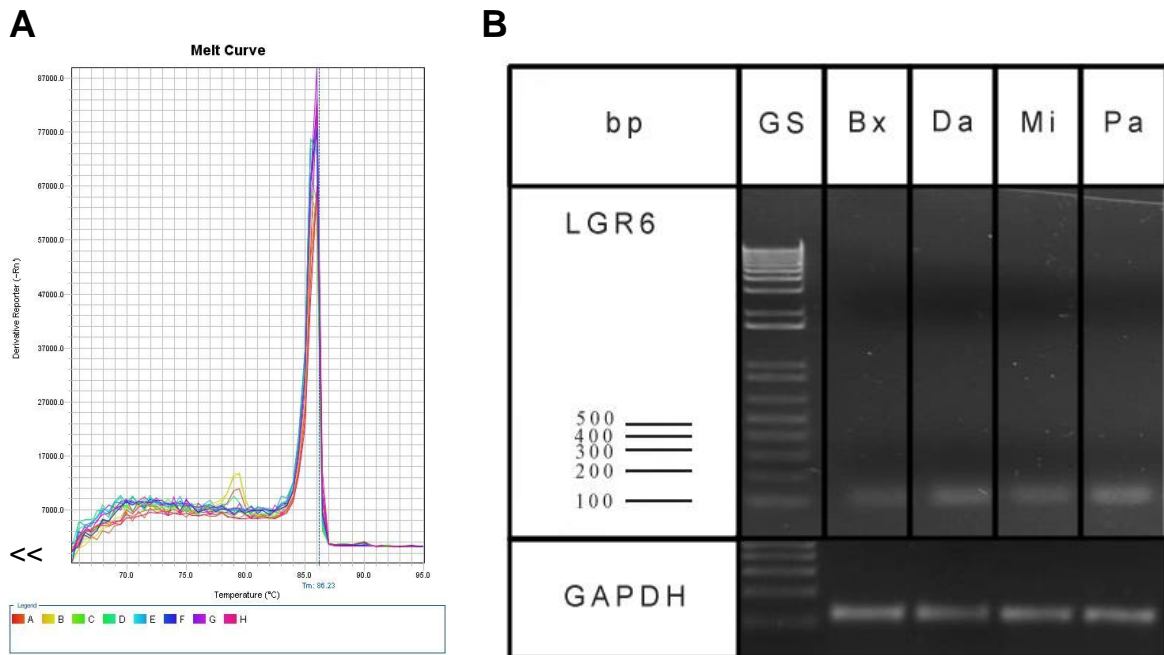 A
Melt Curve
87000.0
77000.0
67000.0
57000.0
47000.0
37000.0
27000.0
17000.0
7000.0
Derivative Reporter (-Rn')
<<
70.0 75.0 80.0 85.0 90.0 95.0
Tm: 86.23
Temperature (°C)
Legend
A B C D E F G H
B
bp GS Bx Da Mi Pa
LGR6
500
400
300
200
100
GAPDH